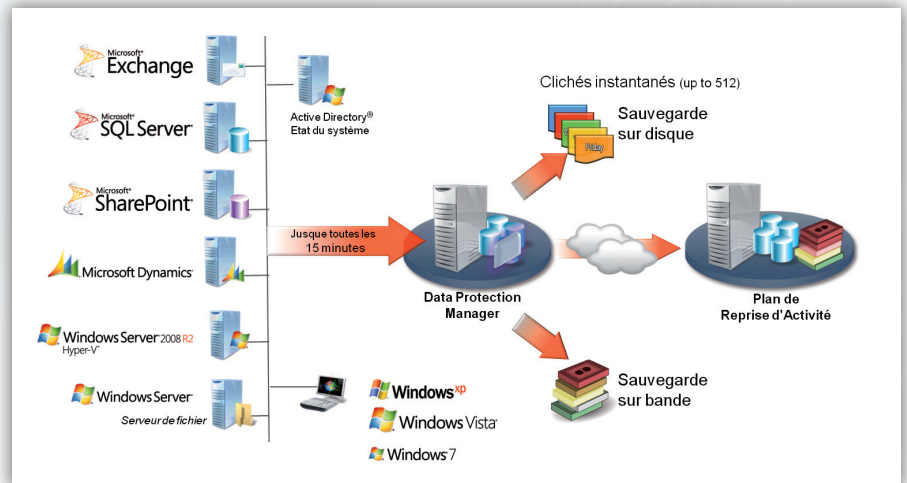 Microsoft®
Exchange
Active Directory®
Etat du système
Microsoft®
SQL Server®
Microsoft®
SharePoint®
Microsoft Dynamics®
Windows Server® 2008 R2
Hyper-V™
Windows Server®
Serveur de fichier
Jusque toutes les
15 minutes
Clichés instantanés (up to 512)
Sauvegarde
sur disque
Friday
Data Protection
Manager
Plan de
Reprise d'Activité
Sauvegarde
sur bande
Windows xp
Windows Vista®
Windows® 7